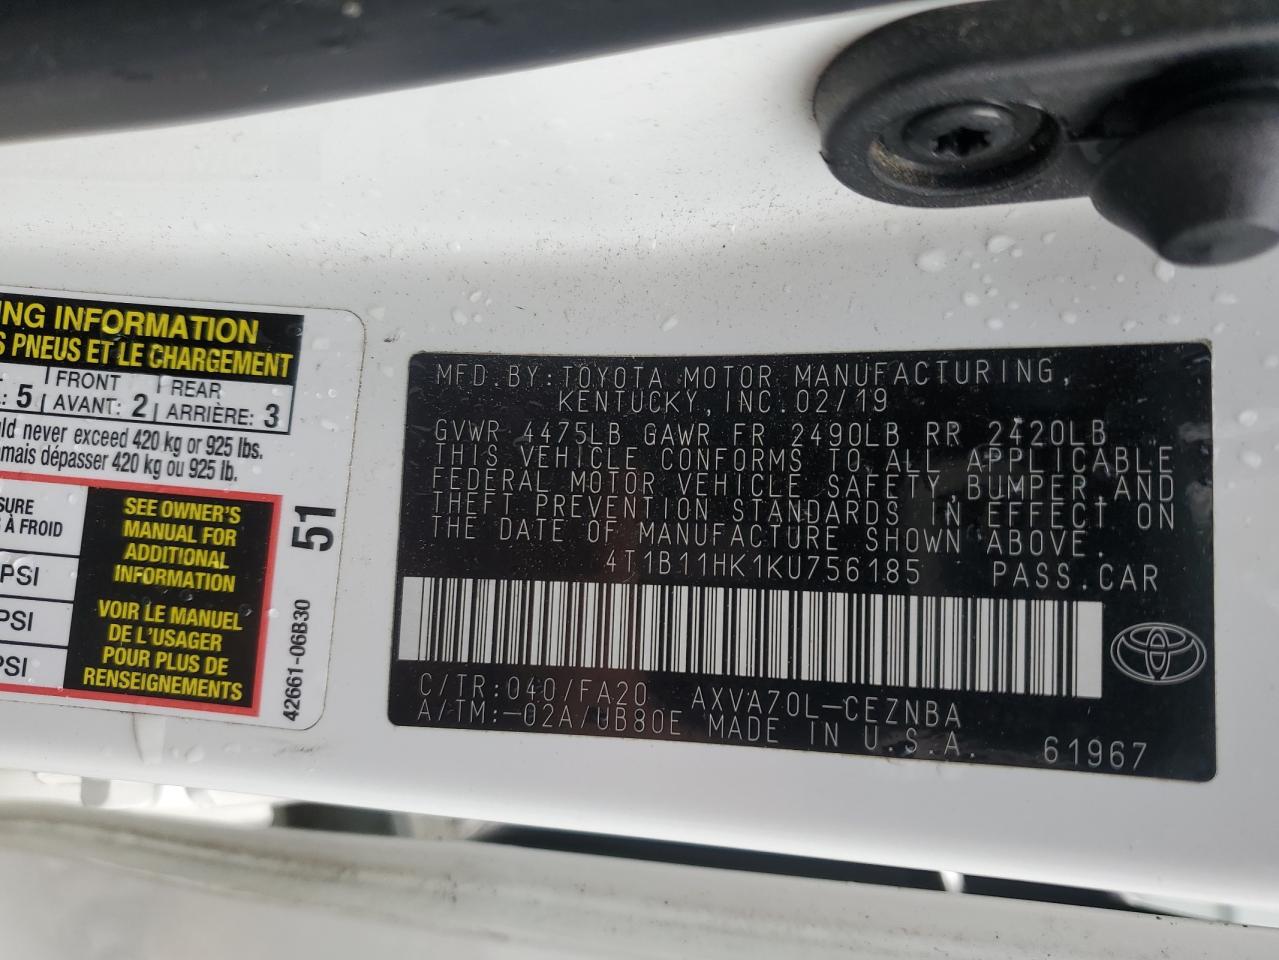 NG INFORMATION
S PNEUS ET LE CHARGEMENT
5 FRONT REAR
AVANT: 2 ARRIÈRE: 3
never exceed 420 kg or 925 lbs.
jamais dépasser 420 kg ou 925 lb.
À FROID
PSI
PSI
PSI
SEE OWNER'S
MANUAL FOR
ADDITIONAL
INFORMATION
VOIR LE MANUEL
DE L'USAGER
POUR PLUS DE
RENSEIGNEMENTS
51
42661-06B30
MFD. BY: TOYOTA MOTOR MANUFACTURING,
KENTUCKY, INC. 02/19
GVWR 4475LB GAWR FR 2490LB RR 2420LB
THIS VEHICLE CONFORMS TO ALL APPLICABLE
FEDERAL MOTOR VEHICLE SAFETY, BUMPER, AND
THEFT PREVENTION STANDARDS IN EFFECT ON
THE DATE OF MANUFACTURE SHOWN ABOVE.
4T1B11HK1KU756185 PASS. CAR
C/TR: 040/FA20 AXVA70L-CEZNBA
A/TM:-02A/UB80E MADE IN U.S.A. 61967